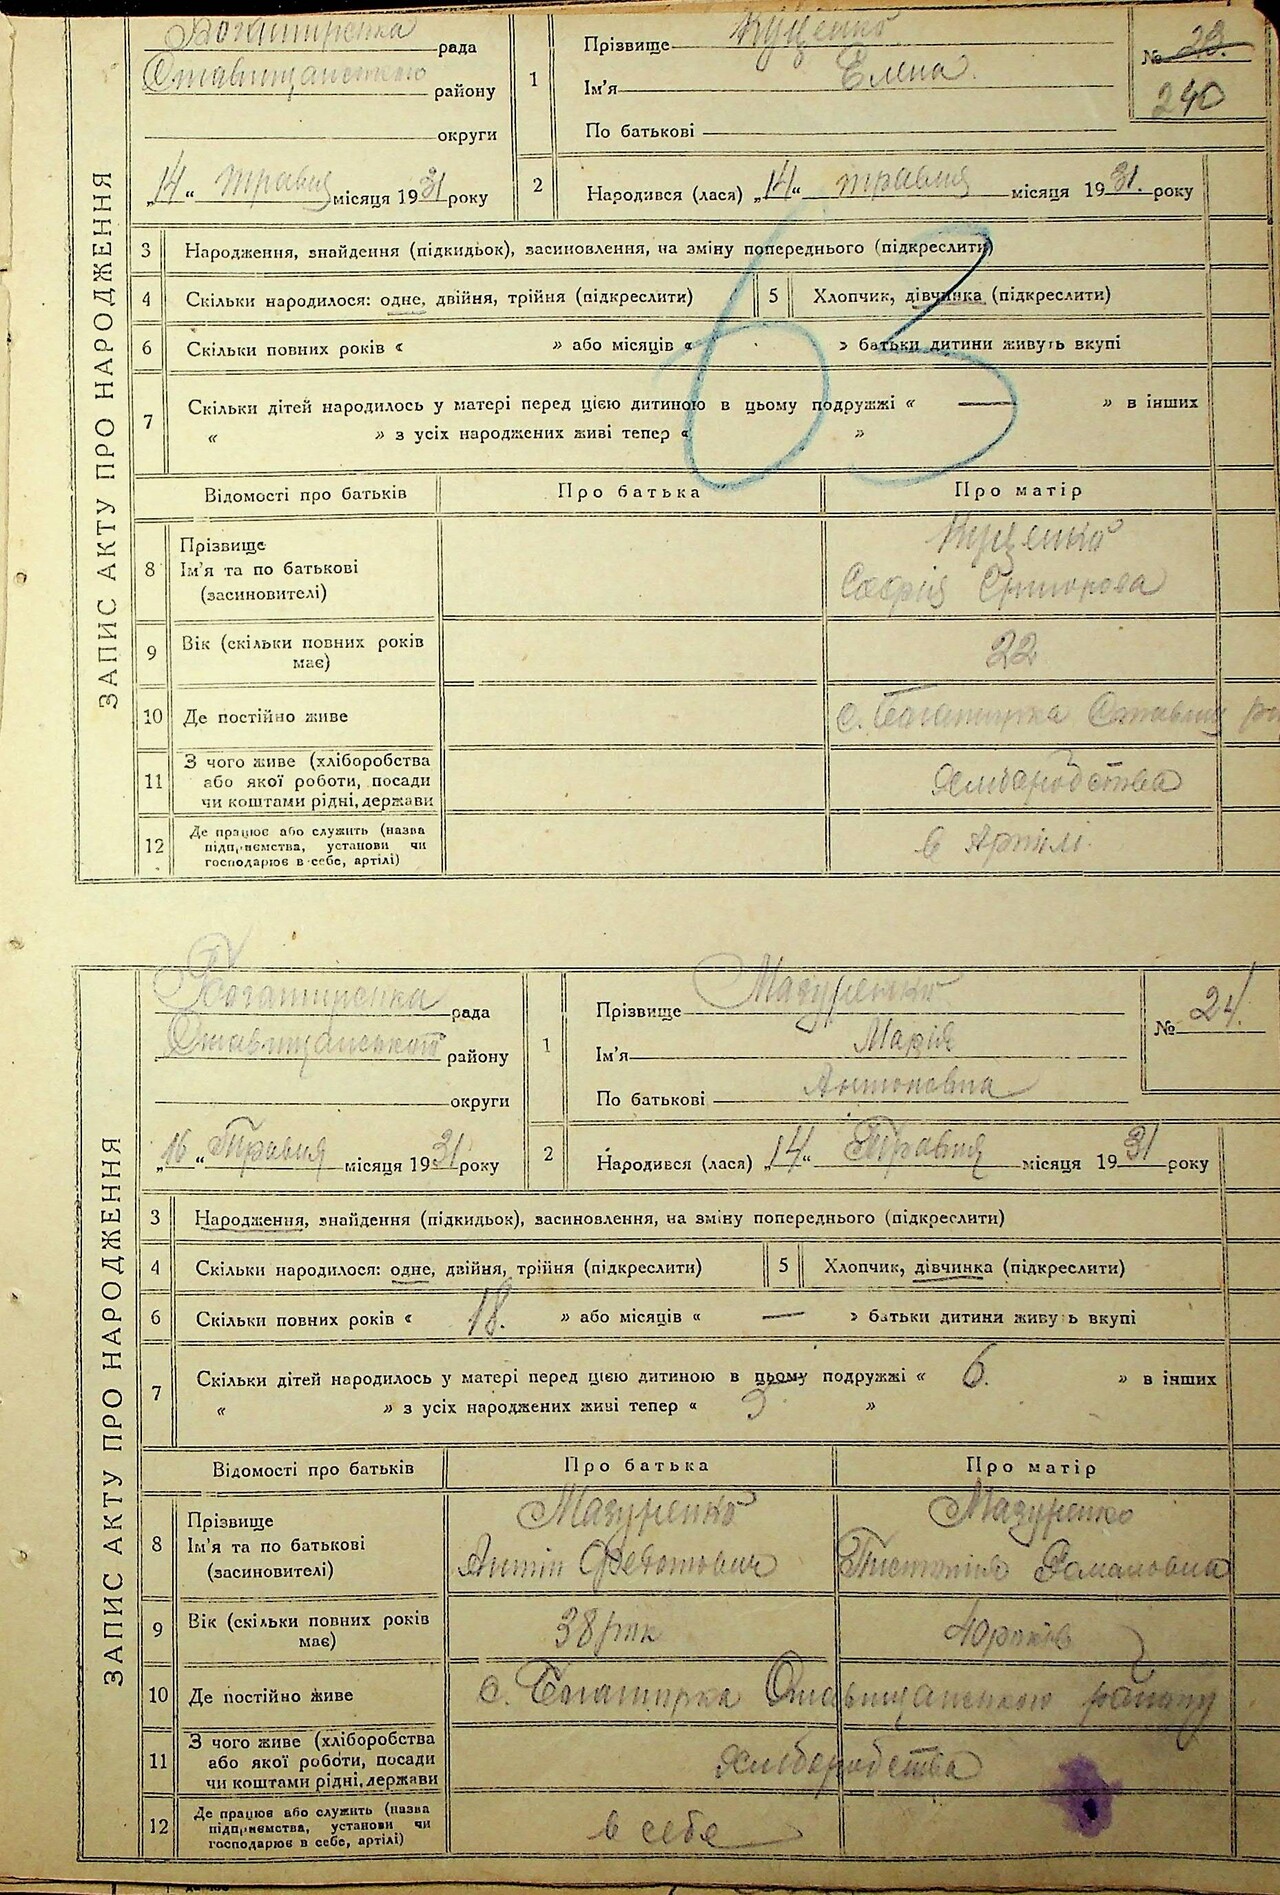 ЗАПИС АКТУ ПРО НАРОДЖЕННЯ
Богатирська рада
Ставищанського району
округи
„14“ травня місяця 1931 року
1
Прізвище Куценко
Ім'я Елена
По батькові
№ 23.
240
2
Народився (лася) „14“ травня місяця 1931. року
3 Народження, знайдення (підкидьок), засиновлення, на зміну попереднього (підкреслити)
4 Скільки народилося: одне, двійня, трійня (підкреслити) 5 Хлопчик, дівчинка (підкреслити)
63
6 Скільки повних років « » або місяців « » батьки дитини живуть вкупі
7 Скільки дітей народилось у матері перед цією дитиною в цьому подружжі « — » в інших
« » з усіх народжених живі тепер « »
Відомості про батьків Про батька Про матір
8 Прізвище Ім'я та по батькові (засиновителі) Куценко
Софія Григорова
9 Вік (скільки повних років має) 22
10 Де постійно живе с. Багатирка Ставищ
11 З чого живе (хліборобства або якої роботи, посади чи коштами рідні, держави
12 Де працює або служить (назва підприємства, установи чи господарює в себе, артілі) в Артілі.
ЗАПИС АКТУ ПРО НАРОДЖЕННЯ
рада
Ставищанського району
округи
„16“ Травня місяця 1931 року
1
Прізвище Мазуренко
Ім'я Марія
По батькові Антоновна
№ 24.
2
Народився (лася) „14“ Травня місяця 1931 року
3 Народження, знайдення (підкидьок), засиновлення, на зміну попереднього (підкреслити)
4 Скільки народилося: одне, двійня, трійня (підкреслити) 5 Хлопчик, дівчинка (підкреслити)
6 Скільки повних років « 18. » або місяців « — » батьки дитини живуть вкупі
7 Скільки дітей народилось у матері перед цією дитиною в цьому подружжі « 6. » в інших
« » з усіх народжених живі тепер « »
Відомості про батьків Про батька Про матір
8 Прізвище Ім'я та по батькові (засиновителі) Мазуренко Мазуренко
Антін Федотович Романовна
9 Вік (скільки повних років має) 38 рік 40 років
10 Де постійно живе с. Багатирка Ставищанського району
11 З чого живе (хліборобства або якої роботи, посади чи коштами рідні, держави
12 Де працює або служить (назва підприємства, установи чи господарює в себе, артілі) в себе